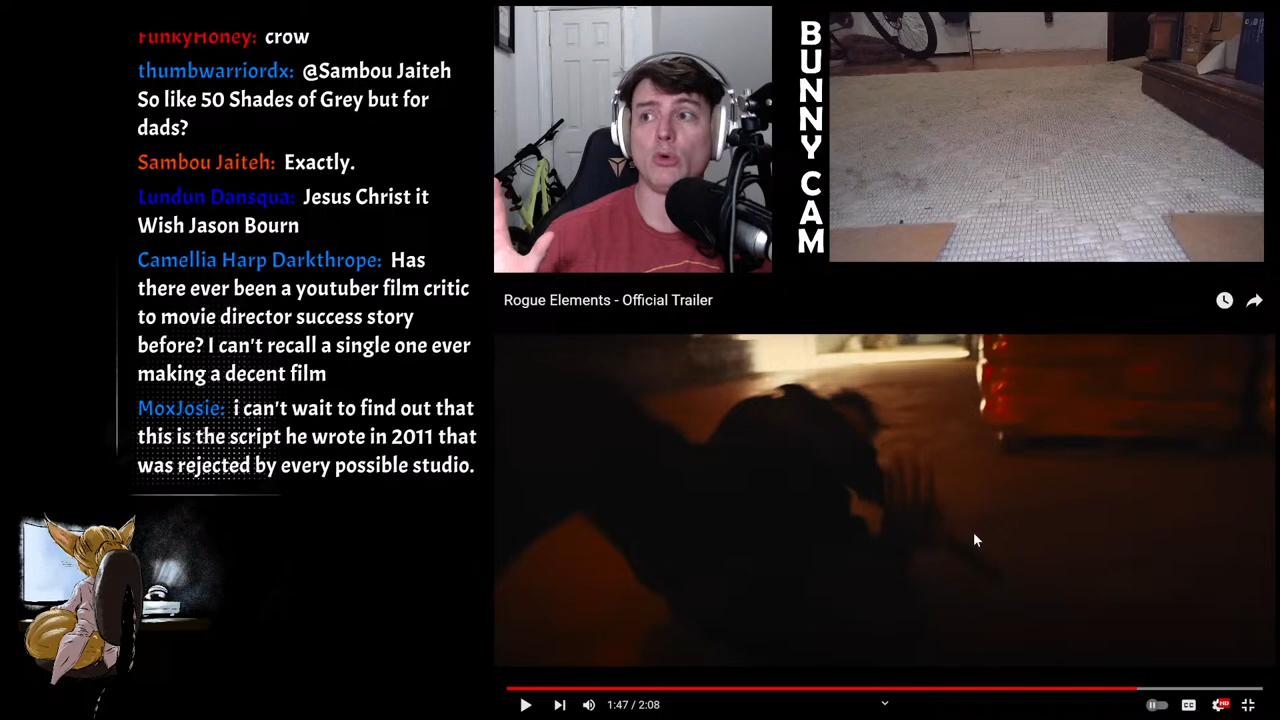 FunkyHoney: crow
thumbwarriordx: @Sambou Jaiteh
So like 50 Shades of Grey but for
dads?
Sambou Jaiteh: Exactly.
Lundun Dansqua: Jesus Christ it
Wish Jason Bourn
Camellia Harp Darkthrope: Has
there ever been a youtuber film critic
to movie director success story
before? I can't recall a single one ever
making a decent film
MoxJosie: i can't wait to find out that
this is the script he wrote in 2011 that
was rejected by every possible studio.
BUNNY CAM
Rogue Elements - Official Trailer
1:47 / 2:08
CC
HD